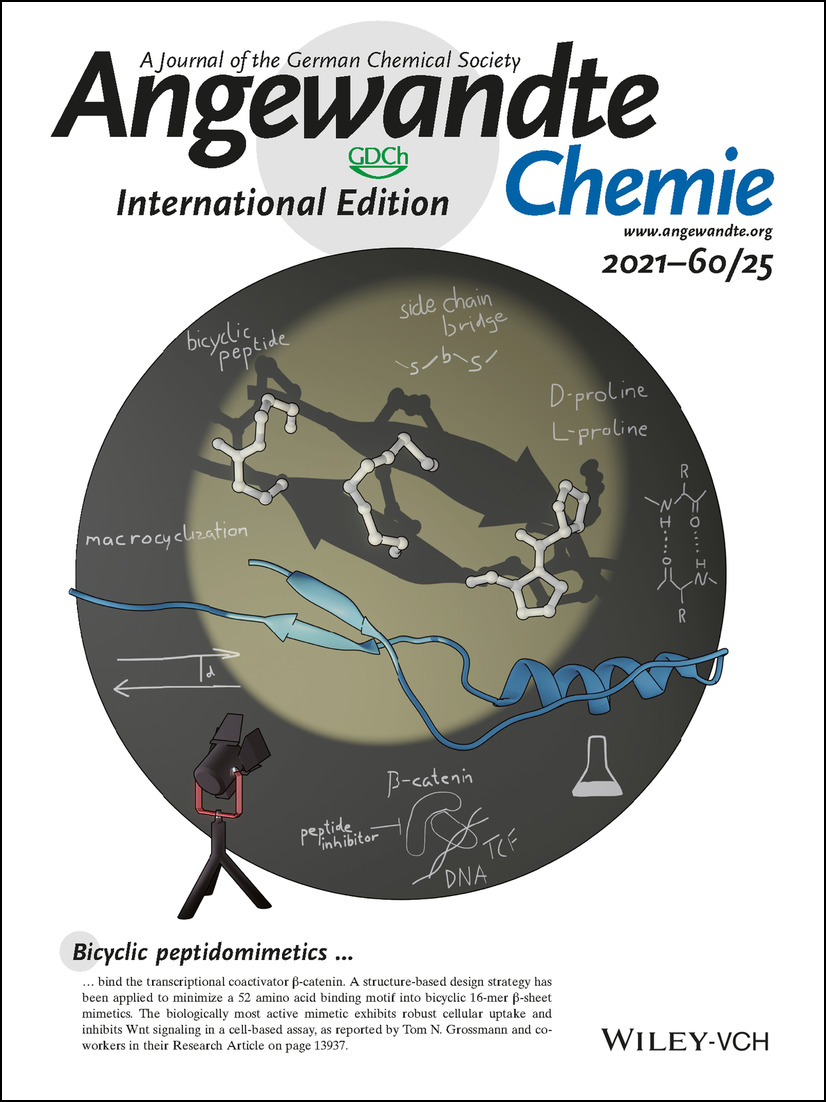 A Journal of the German Chemical Society
Angewandte
GDCh
Chemie
International Edition
www.angewandte.org
2021–60/25
side chain
bridge
bicyclic
peptide
S b S
D-proline
L-proline
R
N O
H
macrocyclization
O H
N
R
d
β-catenin
peptide
inhibitor
TCF
DNA
Bicyclic peptidomimetics ...
... bind the transcriptional coactivator β-catenin. A structure-based design strategy has
been applied to minimize a 52 amino acid binding motif into bicyclic 16-mer β-sheet
mimetics. The biologically most active mimetic exhibits robust cellular uptake and
inhibits Wnt signaling in a cell-based assay, as reported by Tom N. Grossmann and co-
workers in their Research Article on page 13937.
WILEY-VCH